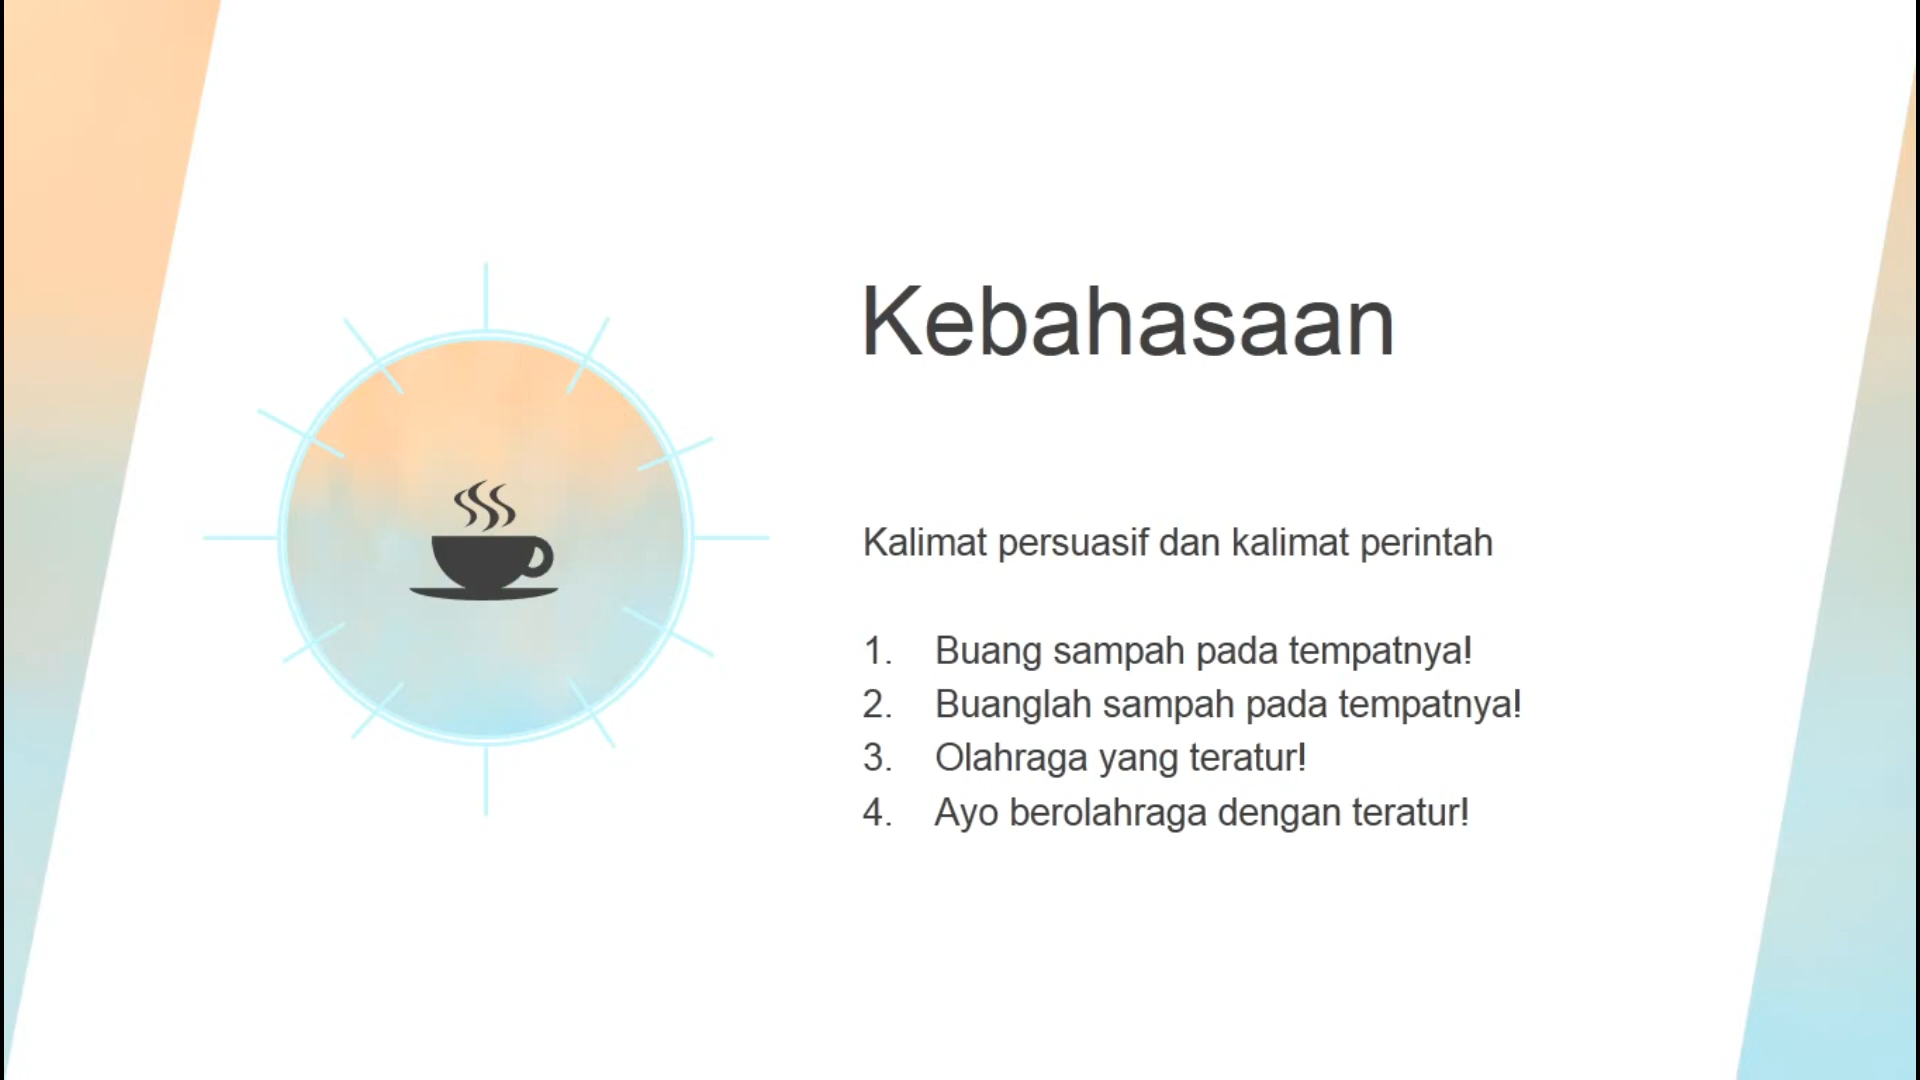 Kebahasaan
Kalimat persuasif dan kalimat perintah
1. Buang sampah pada tempatnya!
2. Buanglah sampah pada tempatnya!
3. Olahraga yang teratur!
4. Ayo berolahraga dengan teratur!